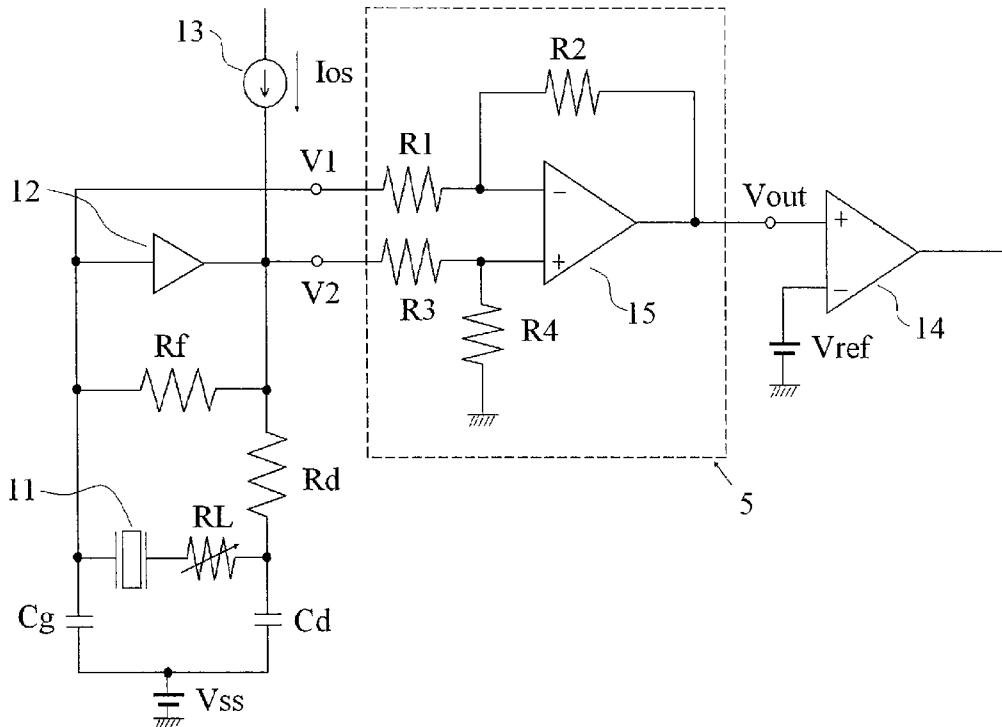 13
Ios
R2
V1
R1
12
−
Vout
+
+
V2
R3
15
−
14
R4
Vref
Rf
Rd
5
11
RL
Cg
Cd
Vss